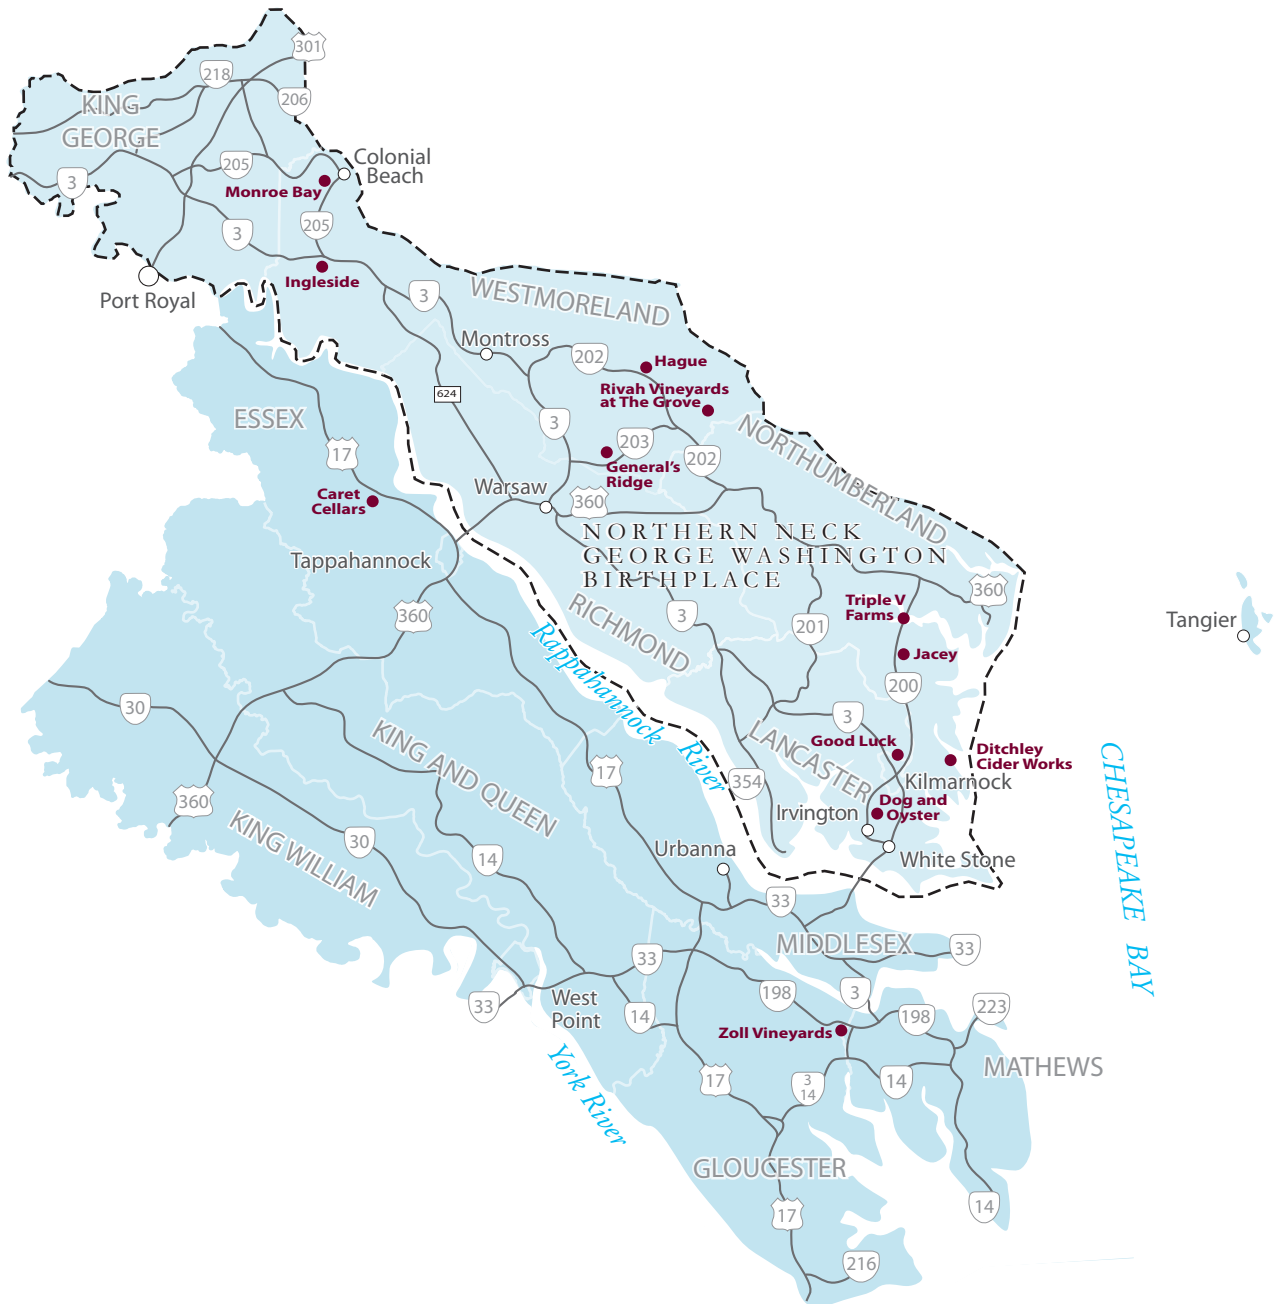 301
218
206
KING
GEORGE
205
3
Colonial
Beach
Monroe Bay
205
3
Ingleside
Port Royal
3
WESTMORELAND
Montross
202
Hague
Rivah Vineyards
at The Grove
624
ESSEX
3
NORTHUMBERLAND
17
203
202
General's
Ridge
Warsaw
360
Caret
Cellars
NORTHERN NECK
GEORGE WASHINGTON
BIRTHPLACE
Tappahannock
360
360
Triple V
Farms
RICHMOND
3
201
Tangier
Rappahannock River
Jacey
200
30
3
LANCASTER
Good Luck
Ditchley
Cider Works
KING AND QUEEN
17
354
Kilmarnock
360
Dog and
Oyster
Irvington
CHESAPEAKE BAY
KING WILLIAM
30
14
Urbanna
White Stone
33
MIDDLESEX
33
33
198
3
33
West
Point
14
198
223
Zoll Vineyards
York River
17
3
14
14
MATHEWS
GLOUCESTER
17
14
216